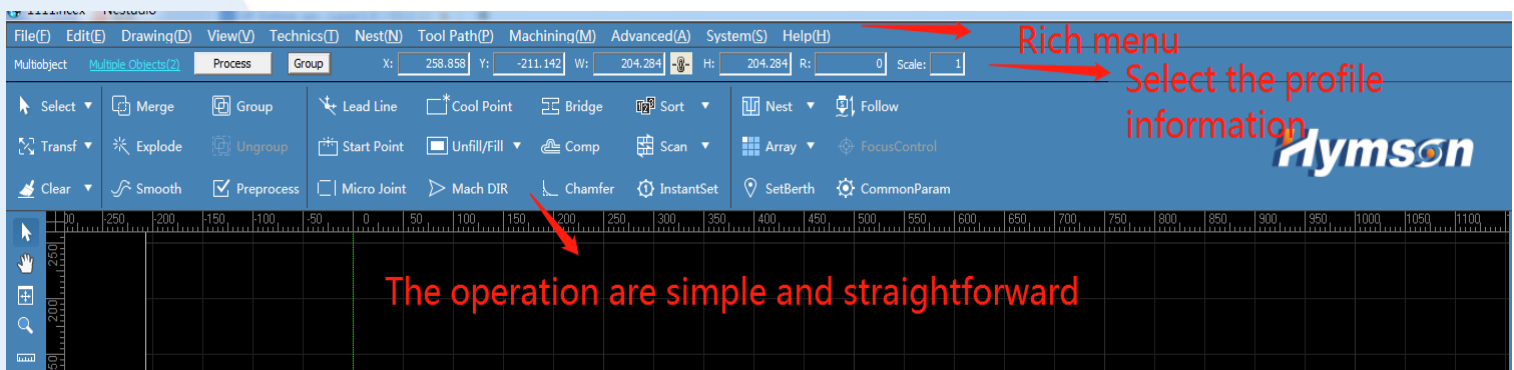 1111.ncex - NcStudio
File(F) Edit(E) Drawing(D) View(V) Technics(T) Nest(N) Tool Path(P) Machining(M) Advanced(A) System(S) Help(H)
Rich menu
Multiobject Multiple Objects(2) Process Group X: 258.858 Y: -211.142 W: 204.284 H: 204.284 R: 0 Scale: 1
Select the profile
information
Select Merge Group Lead Line Cool Point Bridge Sort Nest Follow
Transf Explode Ungroup Start Point Unfill/Fill Comp Scan Array FocusControl
Clear Smooth Preprocess Micro Joint Mach DIR Chamfer InstantSet SetBerth CommonParam
Hymson
00 -250 -200 -150 -100 -50 0 50 100 150 200 250 300 350 400 450 500 550 600 650 700 750 800 850 900 950 1000 1050 1100
250
200
The operation are simple and straightforward